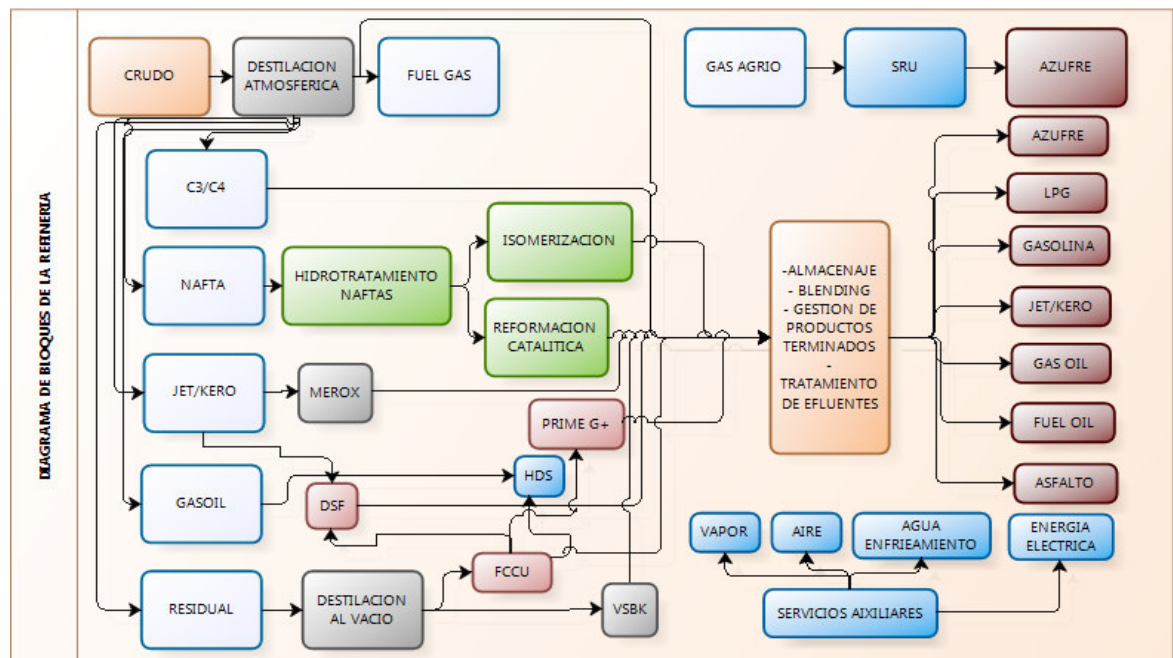 DIAGRAMA DE BlOQUES DE LA REFINERIA
CRUDO
DESTILACION
ATMOSFERICA
FUEL GAS
GAS AGRIO
SRU
AZUFRE
C3/C4
AZUFRE
LPG
NAFTA
HIDROTRATAMIENTO
NAFTAS
ISOMERIZACION
REFORMACION
CATALITICA
-ALMACENAJE
- BLENDING
- GESTION DE
PRODUCTOS
TERMINADOS
-
TRATAMIENTO
DE EFLUENTES
GASOLINA
JET/KERO
GAS OIL
FUEL OIL
ASFALTO
JET/KERO
MEROX
PRIME G+
GASOIL
DSF
HDS
RESIDUAL
DESTILACION
AL VACIO
FCCU
VSBK
VAPOR
AIRE
AGUA
ENFRIEAMIENTO
ENERGIA
ELECTRICA
SERVICIOS AIXILIARES